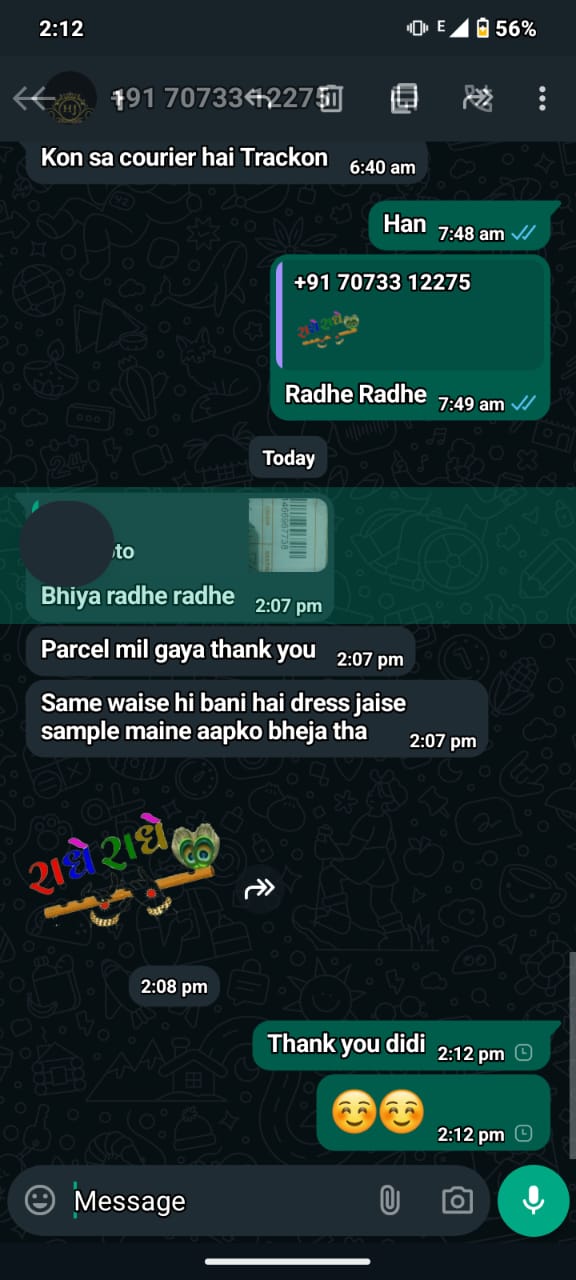 2:12
E
56%
HJ
+91 70733 12275
Kon sa courier hai Trackon 6:40 am
Han 7:48 am
+91 70733 12275
રાધે રાધે
Radhe Radhe 7:49 am
Today
to
Bhiya radhe radhe 2:07 pm
Parcel mil gaya thank you 2:07 pm
Same waise hi bani hai dress jaise
sample maine aapko bheja tha 2:07 pm
રાધે રાધે
2:08 pm
Thank you didi 2:12 pm
2:12 pm
Message